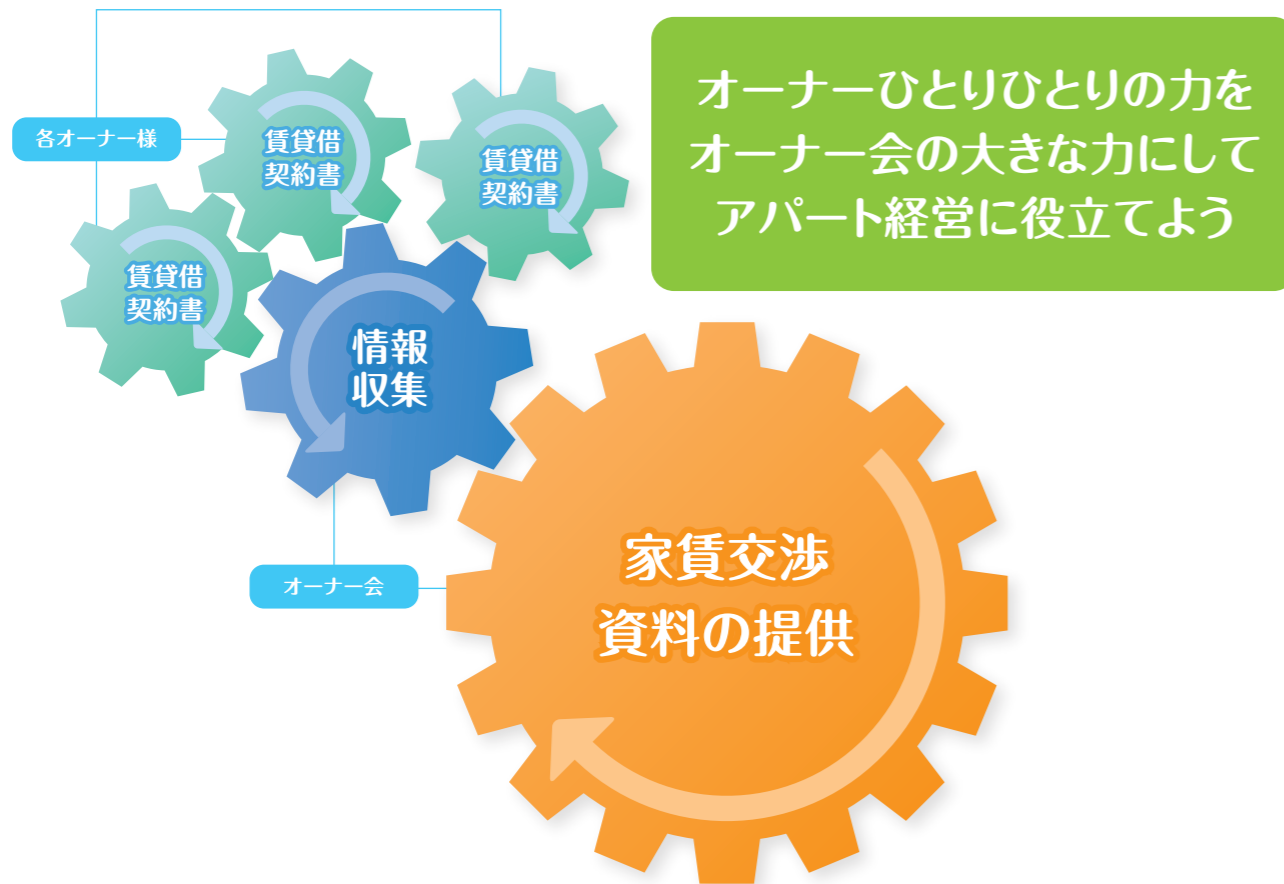 オーナーひとりひとりの力を
オーナー会の大きな力にして
アパート経営に役立てよう
各オーナー様
賃貸借
契約書
賃貸借
契約書
賃貸借
契約書
情報
収集
オーナー会
家賃交渉
資料の提供